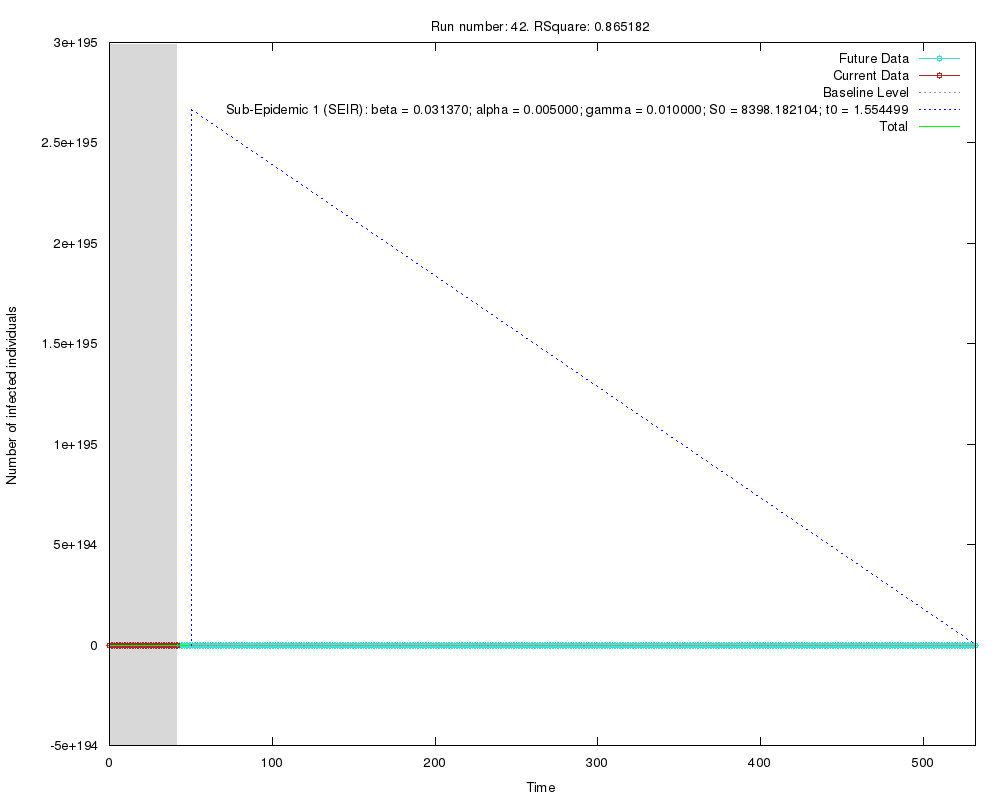 Run number: 42. RSquare: 0.865182
3e+195
2.5e+195
2e+195
1.5e+195
1e+195
5e+194
0
-5e+194
Number of infected individuals
Future Data
Current Data
Baseline Level
Sub-Epidemic 1 (SEIR): beta = 0.031370; alpha = 0.005000; gamma = 0.010000; S0 = 8398.182104; t0 = 1.554499
Total
0 100 200 300 400 500
Time